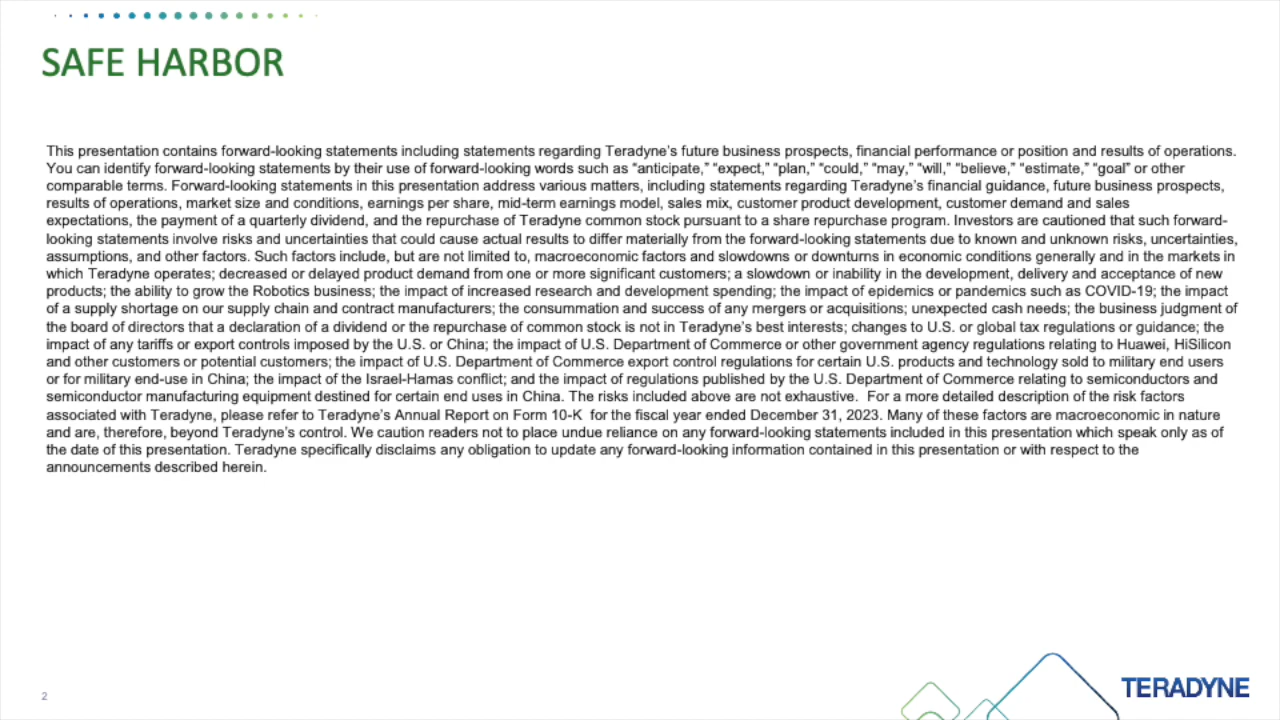 SAFE HARBOR
This presentation contains forward-looking statements including statements regarding Teradyne’s future business prospects, financial performance or position and results of operations.
You can identify forward-looking statements by their use of forward-looking words such as “anticipate,” “expect,” “plan,” “could,” “may,” “will,” “believe,” “estimate,” “goal” or other
comparable terms. Forward-looking statements in this presentation address various matters, including statements regarding Teradyne’s financial guidance, future business prospects,
results of operations, market size and conditions, earnings per share, mid-term earnings model, sales mix, customer product development, customer demand and sales
expectations, the payment of a quarterly dividend, and the repurchase of Teradyne common stock pursuant to a share repurchase program. Investors are cautioned that such forward-
looking statements involve risks and uncertainties that could cause actual results to differ materially from the forward-looking statements due to known and unknown risks, uncertainties,
assumptions, and other factors. Such factors include, but are not limited to, macroeconomic factors and slowdowns or downturns in economic conditions generally and in the markets in
which Teradyne operates; decreased or delayed product demand from one or more significant customers; a slowdown or inability in the development, delivery and acceptance of new
products; the ability to grow the Robotics business; the impact of increased research and development spending; the impact of epidemics or pandemics such as COVID-19; the impact
of a supply shortage on our supply chain and contract manufacturers; the consummation and success of any mergers or acquisitions; unexpected cash needs; the business judgment of
the board of directors that a declaration of a dividend or the repurchase of common stock is not in Teradyne’s best interests; changes to U.S. or global tax regulations or guidance; the
impact of any tariffs or export controls imposed by the U.S. or China; the impact of U.S. Department of Commerce or other government agency regulations relating to Huawei, HiSilicon
and other customers or potential customers; the impact of U.S. Department of Commerce export control regulations for certain U.S. products and technology sold to military end users
or for military end-use in China; the impact of the Israel-Hamas conflict; and the impact of regulations published by the U.S. Department of Commerce relating to semiconductors and
semiconductor manufacturing equipment destined for certain end uses in China. The risks included above are not exhaustive.  For a more detailed description of the risk factors
associated with Teradyne, please refer to Teradyne’s Annual Report on Form 10-K  for the fiscal year ended December 31, 2023. Many of these factors are macroeconomic in nature
and are, therefore, beyond Teradyne’s control. We caution readers not to place undue reliance on any forward-looking statements included in this presentation which speak only as of
the date of this presentation. Teradyne specifically disclaims any obligation to update any forward-looking information contained in this presentation or with respect to the
announcements described herein.
2
TERADYNE